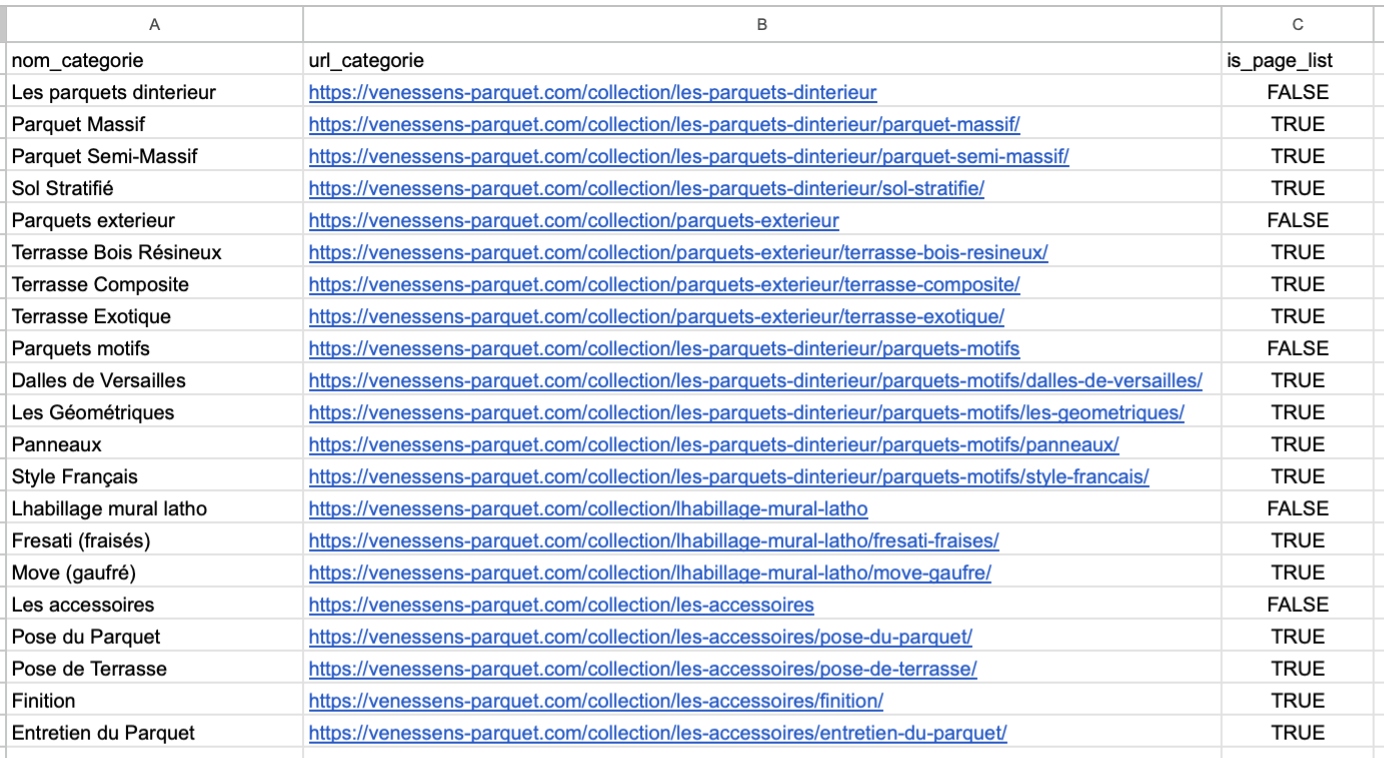 A B C
nom_categorie url_categorie is_page_list
Les parquets dinterieur https://venessens-parquet.com/collection/les-parquets-dinterieur FALSE
Parquet Massif https://venessens-parquet.com/collection/les-parquets-dinterieur/parquet-massif/ TRUE
Parquet Semi-Massif https://venessens-parquet.com/collection/les-parquets-dinterieur/parquet-semi-massif/ TRUE
Sol Stratifié https://venessens-parquet.com/collection/les-parquets-dinterieur/sol-stratifie/ TRUE
Parquets exterieur https://venessens-parquet.com/collection/parquets-exterieur FALSE
Terrasse Bois Résineux https://venessens-parquet.com/collection/parquets-exterieur/terrasse-bois-resineux/ TRUE
Terrasse Composite https://venessens-parquet.com/collection/parquets-exterieur/terrasse-composite/ TRUE
Terrasse Exotique https://venessens-parquet.com/collection/parquets-exterieur/terrasse-exotique/ TRUE
Parquets motifs https://venessens-parquet.com/collection/les-parquets-dinterieur/parquets-motifs FALSE
Dalles de Versailles https://venessens-parquet.com/collection/les-parquets-dinterieur/parquets-motifs/dalles-de-versailles/ TRUE
Les Géométriques https://venessens-parquet.com/collection/les-parquets-dinterieur/parquets-motifs/les-geometriques/ TRUE
Panneaux https://venessens-parquet.com/collection/les-parquets-dinterieur/parquets-motifs/panneaux/ TRUE
Style Français https://venessens-parquet.com/collection/les-parquets-dinterieur/parquets-motifs/style-francais/ TRUE
Lhabillage mural latho https://venessens-parquet.com/collection/lhabillage-mural-latho FALSE
Fresati (fraisés) https://venessens-parquet.com/collection/lhabillage-mural-latho/fresati-fraises/ TRUE
Move (gaufré) https://venessens-parquet.com/collection/lhabillage-mural-latho/move-gaufre/ TRUE
Les accessoires https://venessens-parquet.com/collection/les-accessoires FALSE
Pose du Parquet https://venessens-parquet.com/collection/les-accessoires/pose-du-parquet/ TRUE
Pose de Terrasse https://venessens-parquet.com/collection/les-accessoires/pose-de-terrasse/ TRUE
Finition https://venessens-parquet.com/collection/les-accessoires/finition/ TRUE
Entretien du Parquet https://venessens-parquet.com/collection/les-accessoires/entretien-du-parquet/ TRUE